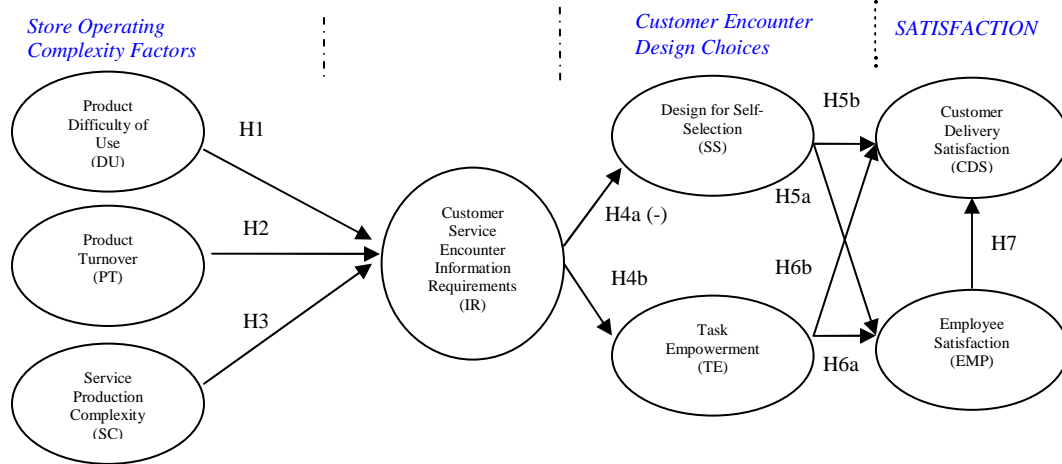 Store Operating
Complexity Factors
Customer Encounter
Design Choices
SATISFACTION
Product
Difficulty of
Use
(DU)
H1
Design for Self-
Selection
(SS)
H5b
Customer
Delivery
Satisfaction
(CDS)
H5a
H4a (-)
Product
Turnover
(PT)
H2
Customer
Service
Encounter
Information
Requirements
(IR)
H7
H6b
H4b
H3
Task
Empowerment
(TE)
Employee
Satisfaction
(EMP)
H6a
Service
Production
Complexity
(SC)